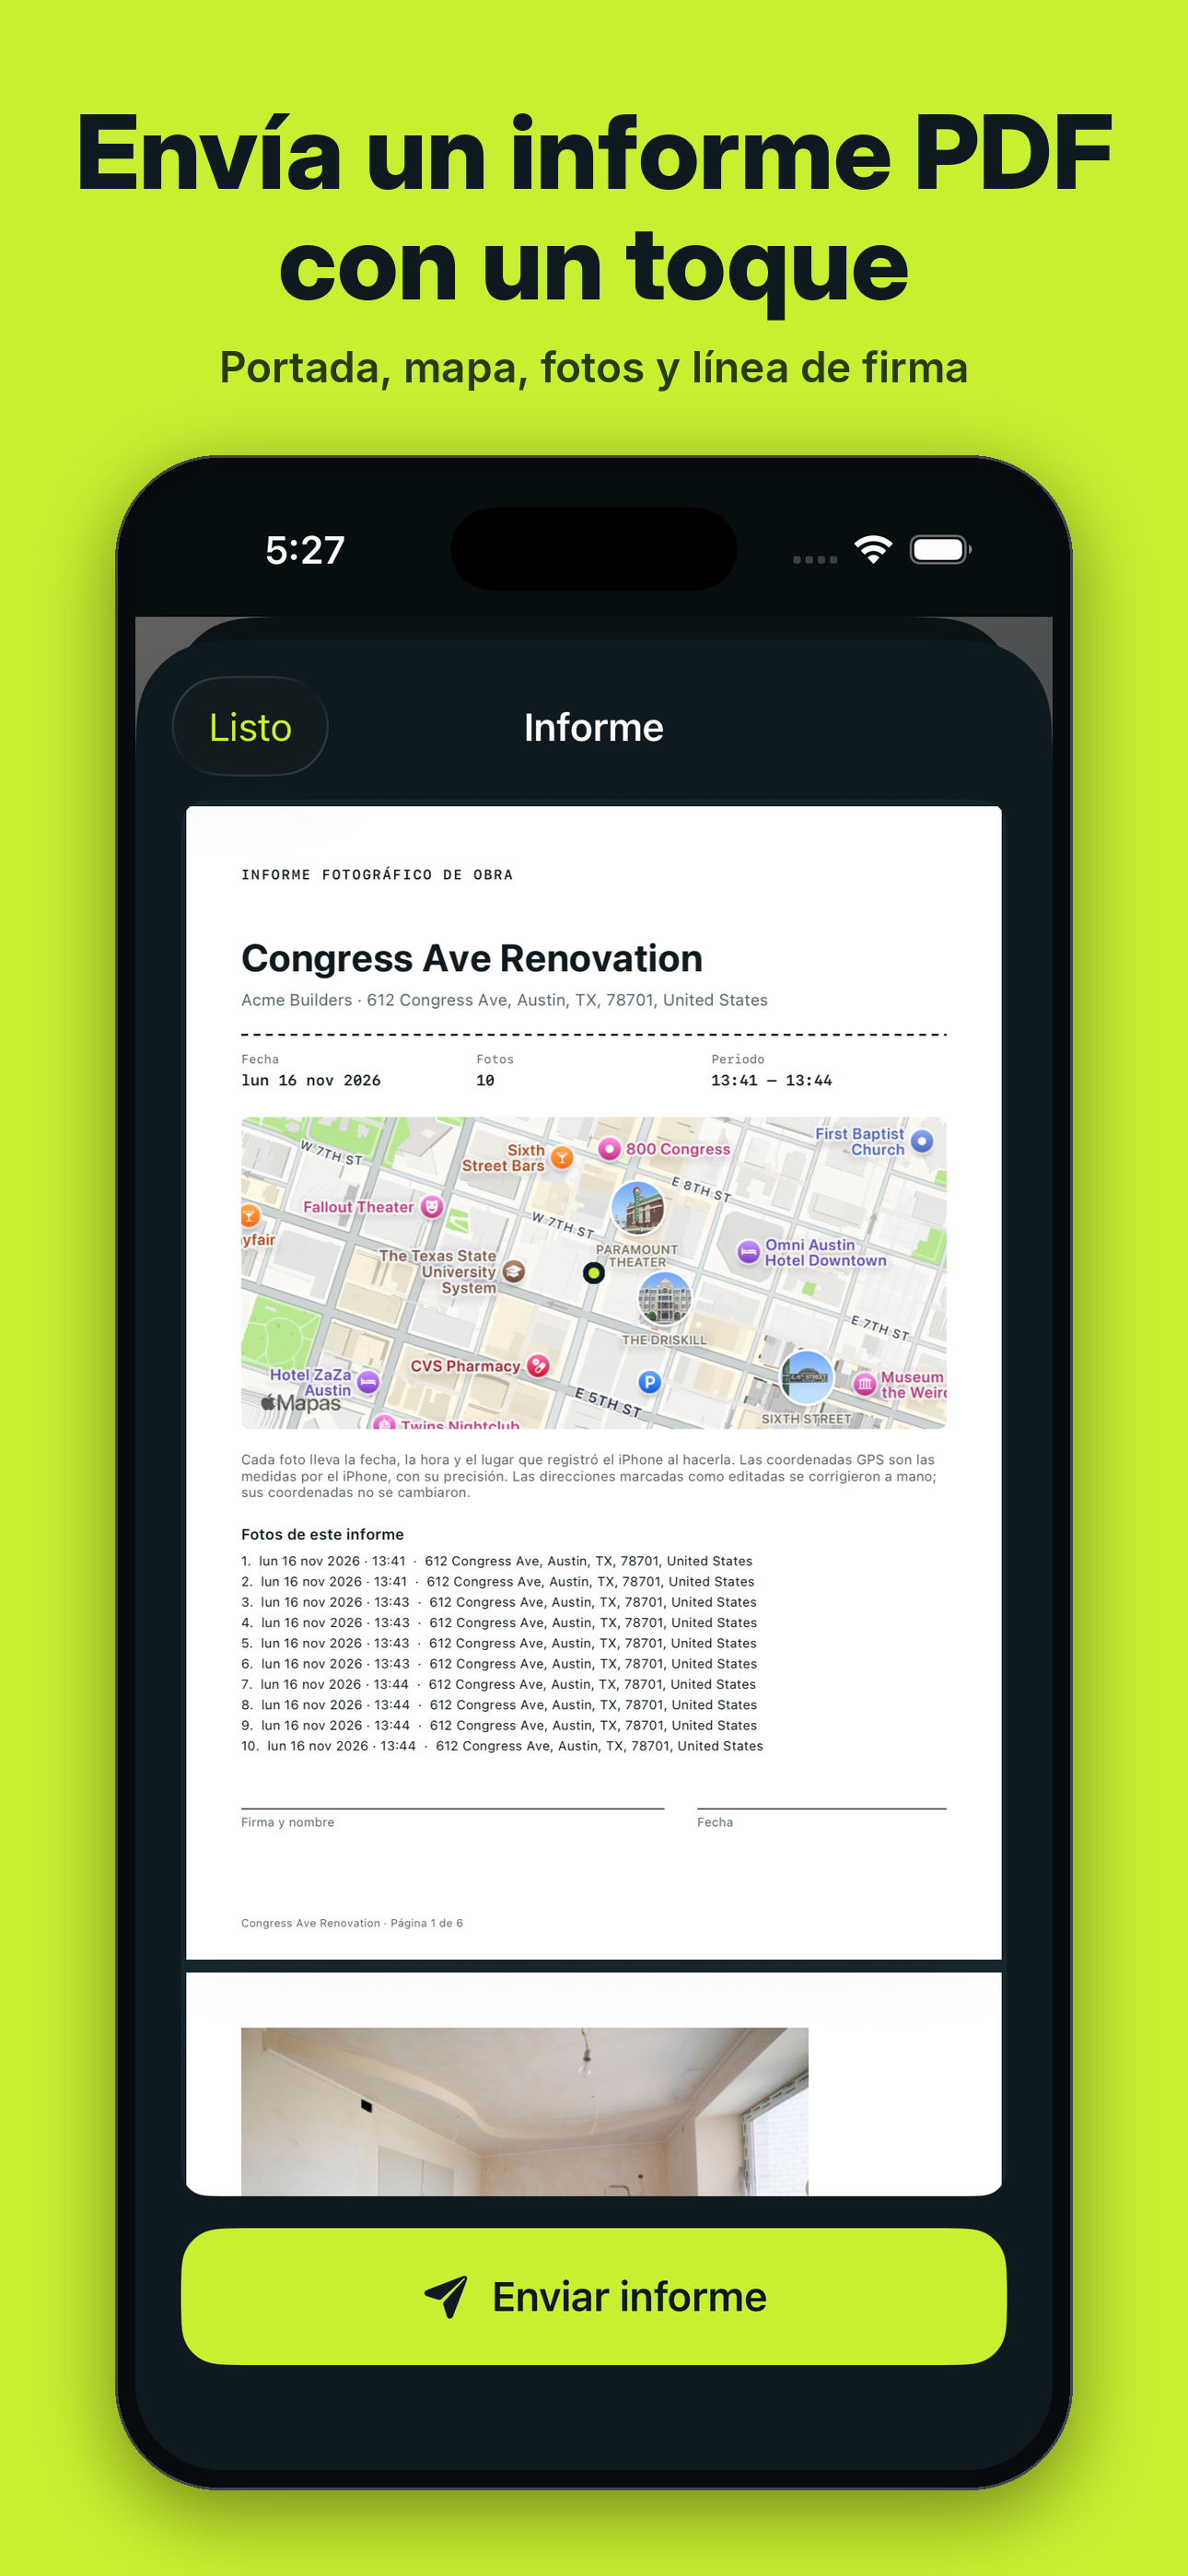 Envía un informe PDF
con un toque
Portada, mapa, fotos y línea de firma
5:27
Listo
Informe
INFORME FOTOGRÁFICO DE OBRA
Congress Ave Renovation
Acme Builders · 612 Congress Ave, Austin, TX, 78701, United States
Fecha Fotos Periodo
lun 16 nov 2026 10 13:41 – 13:44
W 7TH ST
Sixth
Street Bars
800 Congress
First Baptist
Church
E 8TH ST
Fallout Theater
W 7TH ST
yfair
PARAMOUNT
THEATER
Omni Austin
Hotel Downtown
The Texas State
University
System
THE DRISKILL
E 7TH ST
CVS Pharmacy
P
Hotel ZaZa
Austin
Mapas
E 5TH ST
E 6TH STREET
Museum
the Weird
SIXTH STREET
Twins Nightclub
Cada foto lleva la fecha, la hora y el lugar que registró el iPhone al hacerla. Las coordenadas GPS son las
medidas por el iPhone, con su precisión. Las direcciones marcadas como editadas se corrigieron a mano;
sus coordenadas no se cambiaron.
Fotos de este informe
1. lun 16 nov 2026 · 13:41 · 612 Congress Ave, Austin, TX, 78701, United States
2. lun 16 nov 2026 · 13:41 · 612 Congress Ave, Austin, TX, 78701, United States
3. lun 16 nov 2026 · 13:43 · 612 Congress Ave, Austin, TX, 78701, United States
4. lun 16 nov 2026 · 13:43 · 612 Congress Ave, Austin, TX, 78701, United States
5. lun 16 nov 2026 · 13:43 · 612 Congress Ave, Austin, TX, 78701, United States
6. lun 16 nov 2026 · 13:43 · 612 Congress Ave, Austin, TX, 78701, United States
7. lun 16 nov 2026 · 13:44 · 612 Congress Ave, Austin, TX, 78701, United States
8. lun 16 nov 2026 · 13:44 · 612 Congress Ave, Austin, TX, 78701, United States
9. lun 16 nov 2026 · 13:44 · 612 Congress Ave, Austin, TX, 78701, United States
10. lun 16 nov 2026 · 13:44 · 612 Congress Ave, Austin, TX, 78701, United States
Firma y nombre Fecha
Congress Ave Renovation · Página 1 de 6
Enviar informe